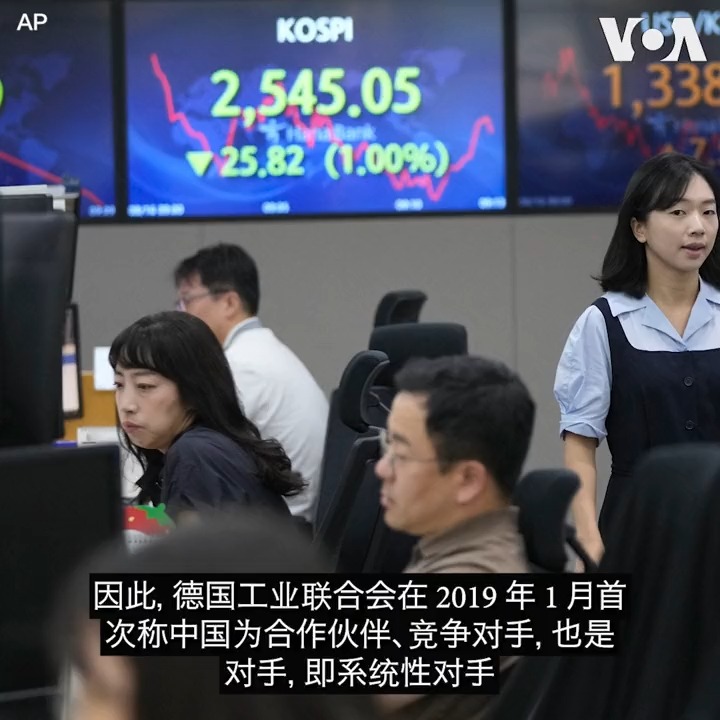 AP
VOA
KOSPI
USD/K
2,545.05
1,338
HanaBank
▼25.82 (1.00%)
因此, 德国工业联合会在 2019 年 1 月首
次称中国为合作伙伴、竞争对手, 也是
对手, 即系统性对手